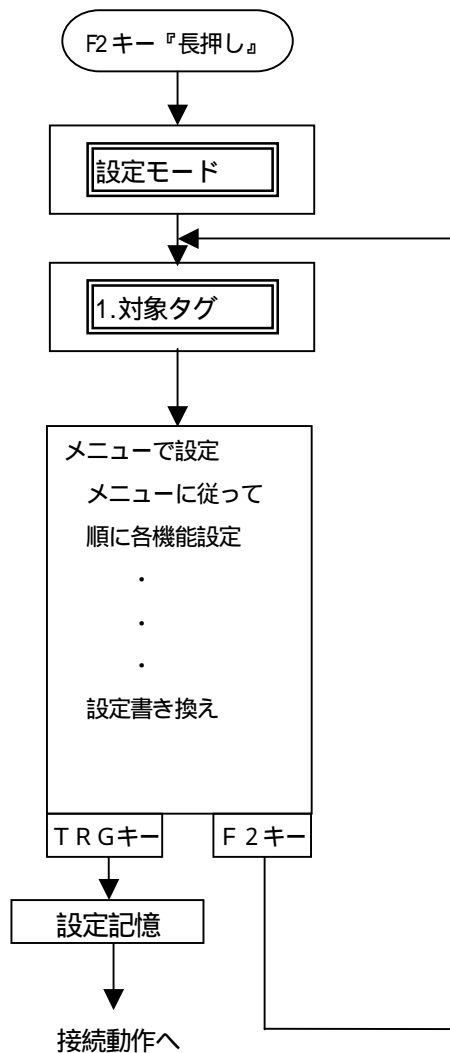 F2キー『長押し』
設定モード
1.対象タグ
メニューで設定
メニューに従って
順に各機能設定
・
・
・
設定書き換え
ＴＲＧキー
Ｆ２キー
設定記憶
接続動作へ